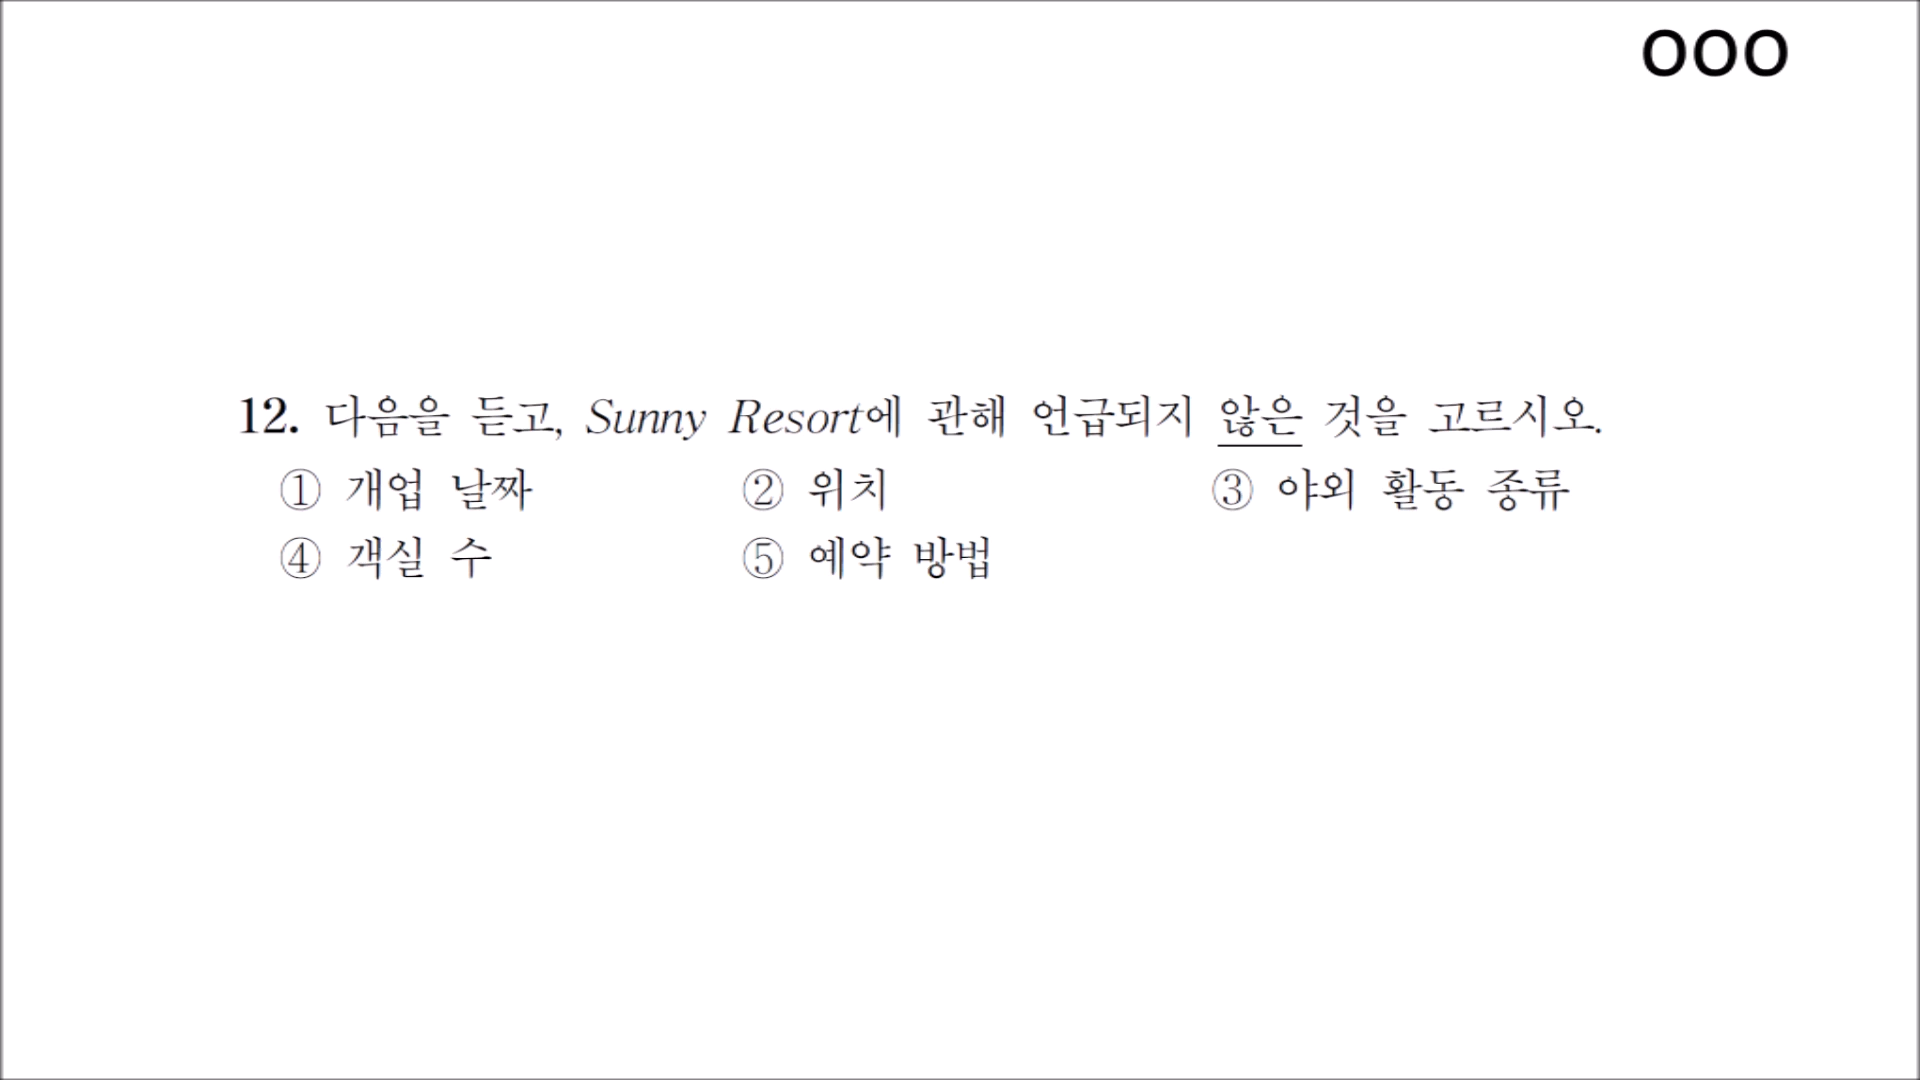 OOO
12. 다음을 듣고, Sunny Resort에 관해 언급되지 않은 것을 고르시오.
① 개업 날짜 ② 위치 ③ 야외 활동 종류
④ 객실 수 ⑤ 예약 방법